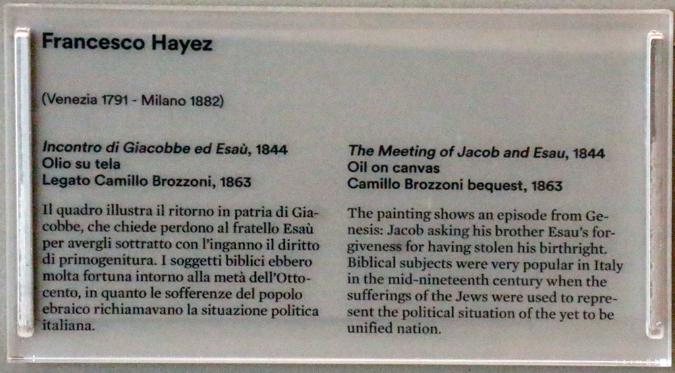 Francesco Hayez
(Venezia 1791 - Milano 1882)
Incontro di Giacobbe ed Esaù, 1844
Olio su tela
Legato Camillo Brozzoni, 1863
Il quadro illustra il ritorno in patria di Gia-
cobbe, che chiede perdono al fratello Esaù
per avergli sottratto con l'inganno il diritto
di primogenitura. I soggetti biblici ebbero
molta fortuna intorno alla metà dell'Otto-
cento, in quanto le sofferenze del popolo
ebraico richiamavano la situazione politica
italiana.
The Meeting of Jacob and Esau, 1844
Oil on canvas
Camillo Brozzoni bequest, 1863
The painting shows an episode from Ge-
nesis: Jacob asking his brother Esau's for-
giveness for having stolen his birthright.
Biblical subjects were very popular in Italy
in the mid-nineteenth century when the
sufferings of the Jews were used to repre-
sent the political situation of the yet to be
unified nation.